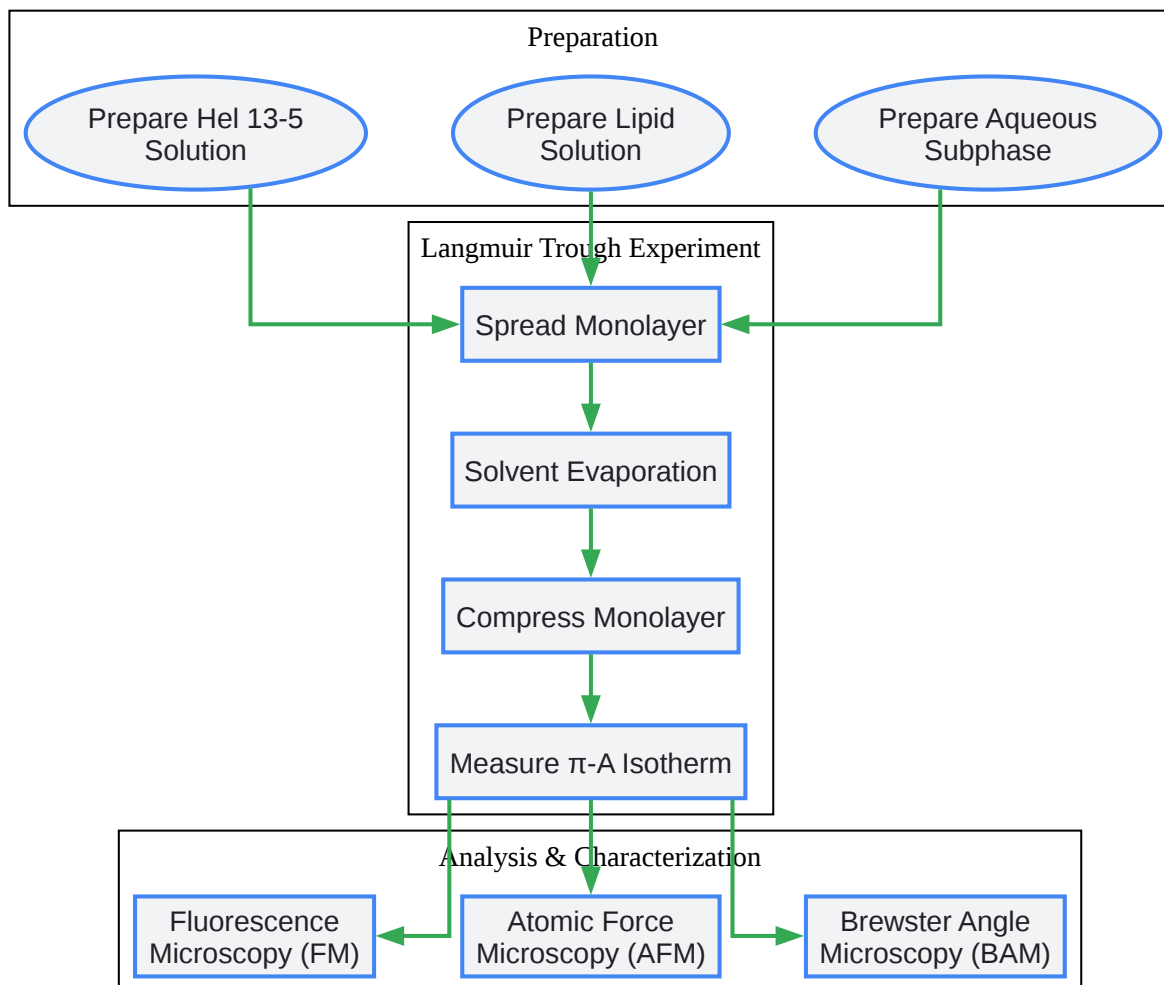 Preparation
Prepare Hel 13-5
Solution
Prepare Lipid
Solution
Prepare Aqueous
Subphase
Langmuir Trough Experiment
Spread Monolayer
Solvent Evaporation
Compress Monolayer
Measure π-A Isotherm
Analysis & Characterization
Fluorescence
Microscopy (FM)
Atomic Force
Microscopy (AFM)
Brewster Angle
Microscopy (BAM)